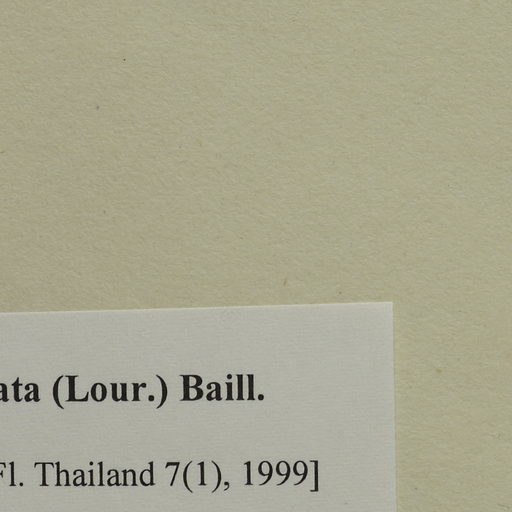 ata (Lour.) Baill.
Fl. Thailand 7(1), 1999]